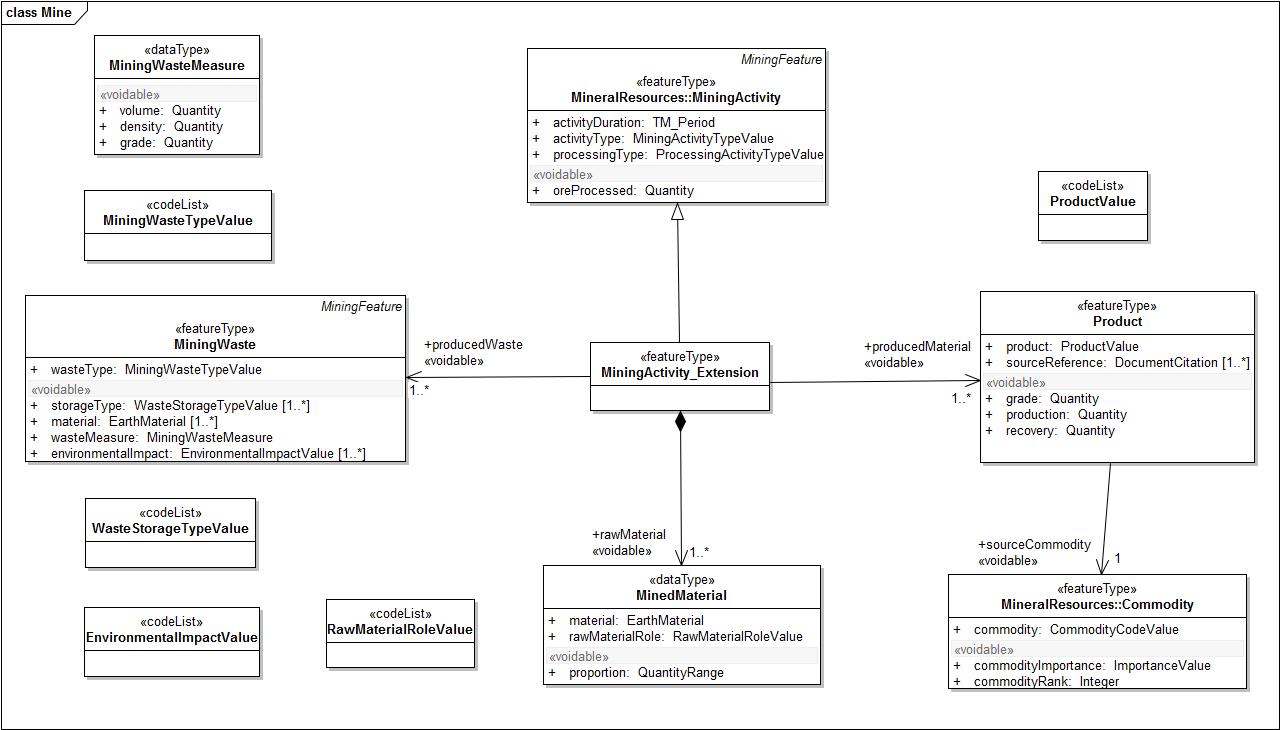 class Mine
«dataType»
MiningWasteMeasure
«voidable»
+ volume: Quantity
+ density: Quantity
+ grade: Quantity
MiningFeature
«featureType»
MineralResources::MiningActivity
+ activityDuration: TM_Period
+ activityType: MiningActivityTypeValue
+ processingType: ProcessingActivityTypeValue
«voidable»
+ oreProcessed: Quantity
«codeList»
MiningWasteTypeValue
«codeList»
ProductValue
MiningFeature
«featureType»
MiningWaste
+ wasteType: MiningWasteTypeValue
«voidable»
+ storageType: WasteStorageTypeValue [1..*]
+ material: EarthMaterial [1..*]
+ wasteMeasure: MiningWasteMeasure
+ environmentalImpact: EnvironmentalImpactValue [1..*]
+producedWaste
«voidable»
1..*
«featureType»
MiningActivity_Extension
+producedMaterial
«voidable»
1..*
«featureType»
Product
+ product: ProductValue
+ sourceReference: DocumentCitation [1..*]
«voidable»
+ grade: Quantity
+ production: Quantity
+ recovery: Quantity
«codeList»
WasteStorageTypeValue
+rawMaterial
«voidable»
1..*
+sourceCommodity
«voidable»
1
«codeList»
EnvironmentalImpactValue
«codeList»
RawMaterialRoleValue
«dataType»
MinedMaterial
+ material: EarthMaterial
+ rawMaterialRole: RawMaterialRoleValue
«voidable»
+ proportion: QuantityRange
«featureType»
MineralResources::Commodity
+ commodity: CommodityCodeValue
«voidable»
+ commodityImportance: ImportanceValue
+ commodityRank: Integer